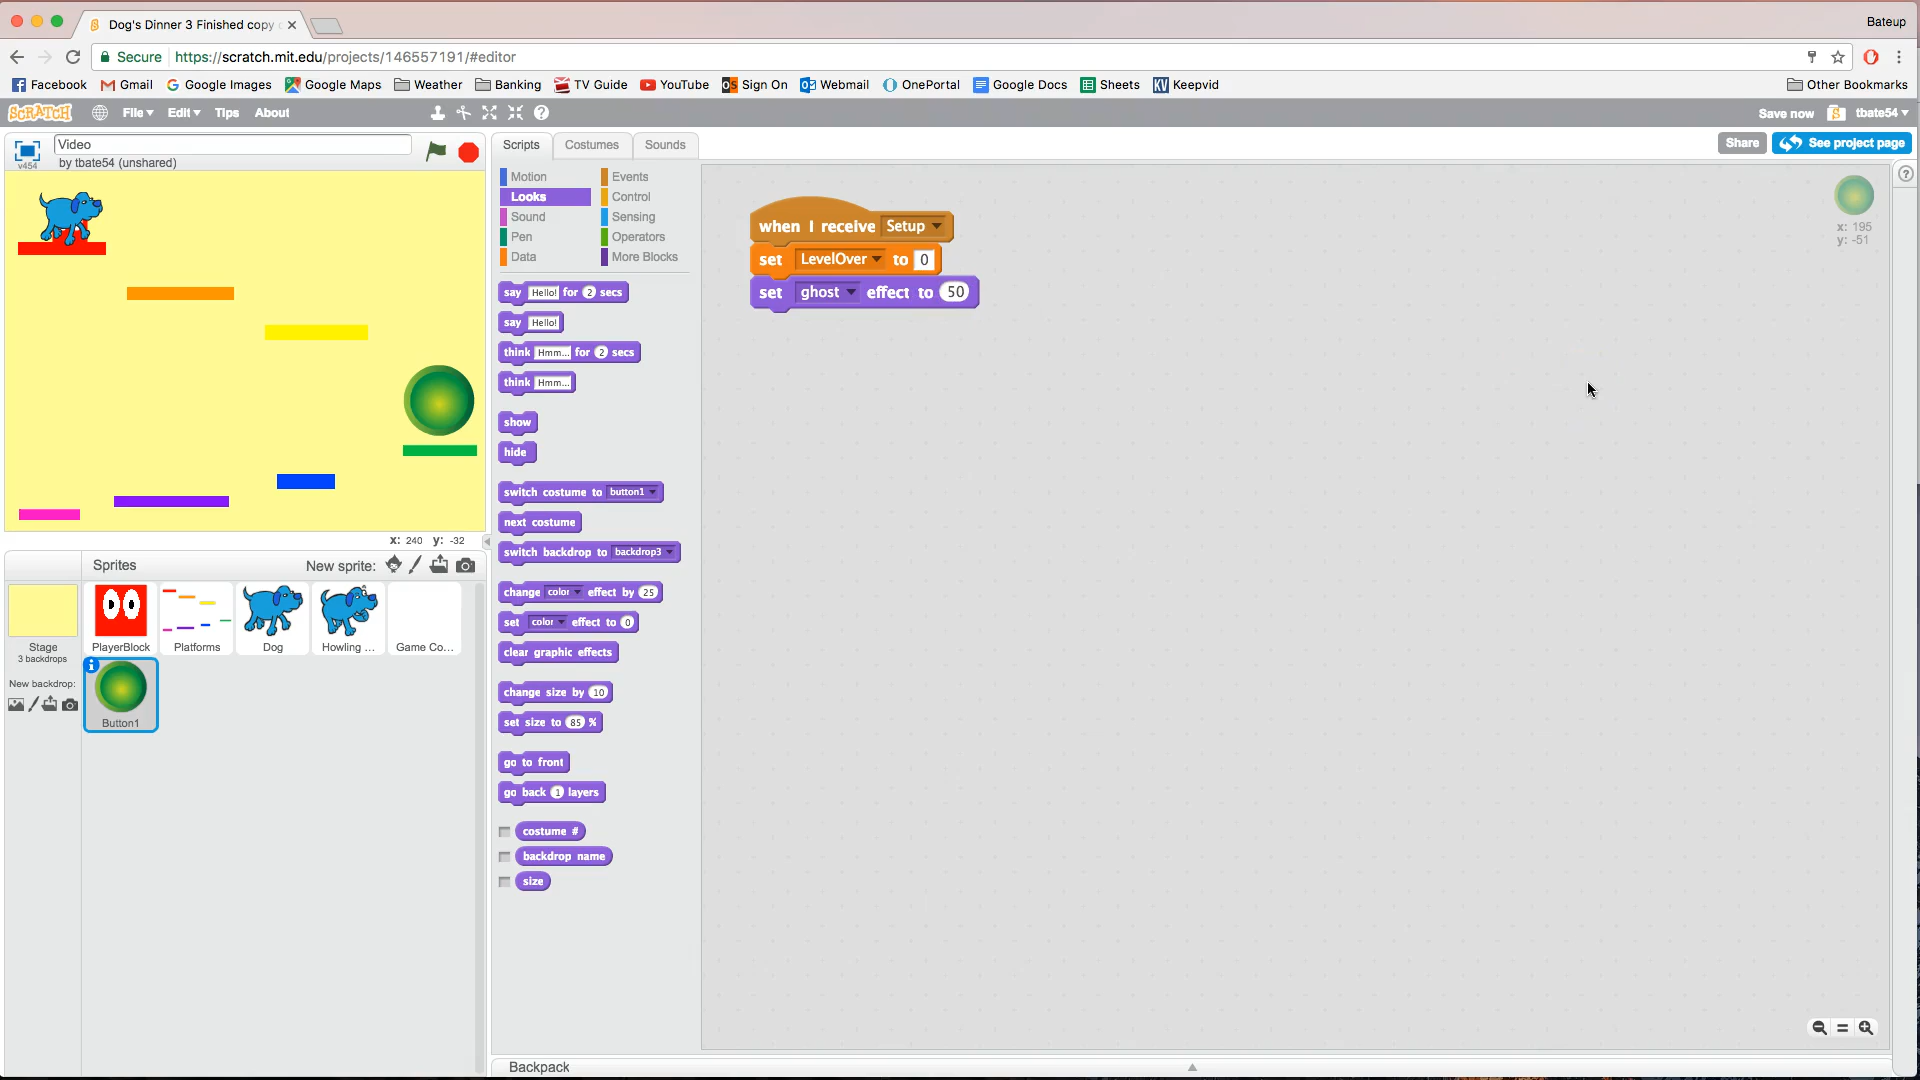 Dog's Dinner 3 Finished copy
Bateup
Secure https://scratch.mit.edu/projects/146557191/#editor
Facebook Gmail Google Images Google Maps Weather Banking TV Guide YouTube Sign On Webmail OnePortal Google Docs Sheets Keepvid Other Bookmarks
SCRATCH File Edit Tips About Save now tbate54
Video
v454 by tbate54 (unshared)
Scripts Costumes Sounds
Share See project page
Motion Events
Looks Control
Sound Sensing
Pen Operators
Data More Blocks
say Hello! for 2 secs
say Hello!
think Hmm... for 2 secs
think Hmm...
show
hide
switch costume to button1
next costume
switch backdrop to backdrop3
change color effect by 25
set color effect to 0
clear graphic effects
change size by 10
set size to 85 %
go to front
go back 1 layers
costume #
backdrop name
size
when I receive Setup
set LevelOver to 0
set ghost effect to 50
x: 195
y: -51
x: 240 y: -32
Sprites New sprite:
Stage
3 backdrops
New backdrop:
PlayerBlock Platforms Dog Howling ... Game Co...
Button1
Backpack